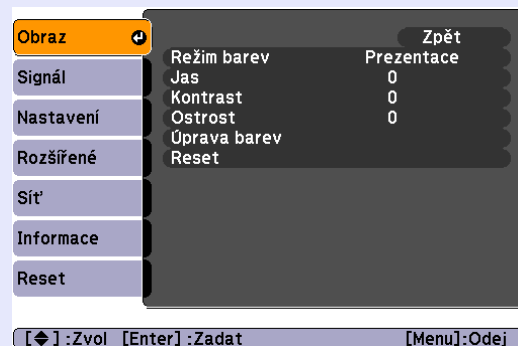 Obraz
Signál
Nastavení
Rozšířené
Síť
Informace
Reset
Zpět
Režim barev Prezentace
Jas 0
Kontrast 0
Ostrost 0
Úprava barev
Reset
[◆] :Zvol [Enter] :Zadat [Menu]:Odej